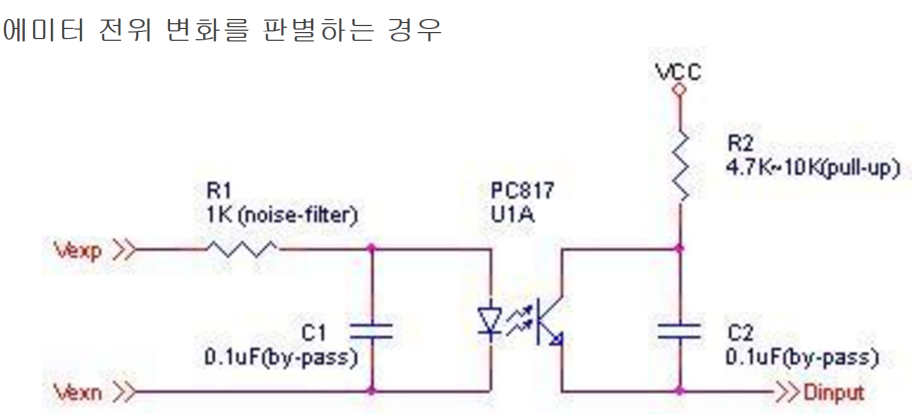 에미터 전위 변화를 판별하는 경우
VCC
R2
4.7K~10K(pull-up)
R1
1K (noise-filter)
PC817
U1A
Vexp
C1
0.1uF(by-pass)
C2
0.1uF(by-pass)
Vexn
Dinput